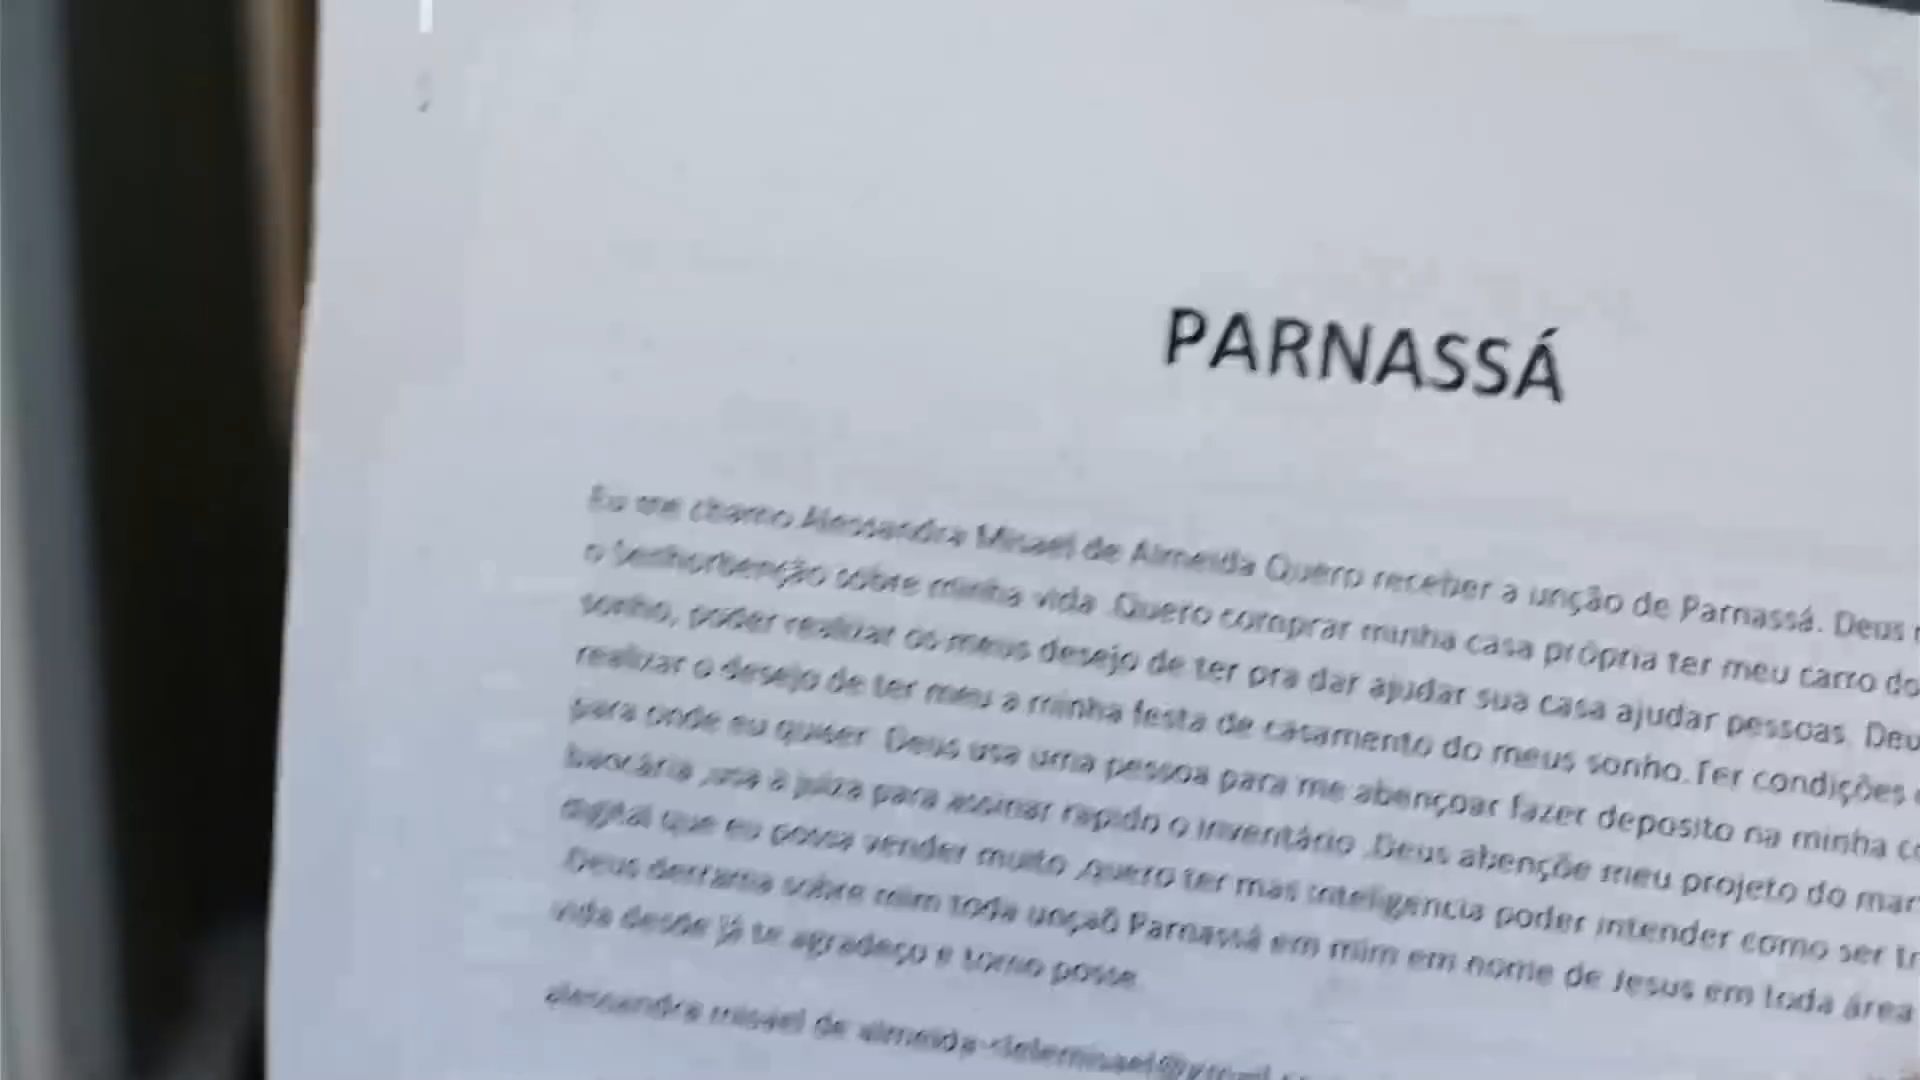 PARNASSÁ
Eu me chamo Alessandra Misael de Almeida Quero receber a unção de Parnassá. Deus
o Senhorbenção sobre minha vida .Quero comprar minha casa própria ter meu carro do
sonho, poder realizar os meus desejo de ter pra dar ajudar sua casa ajudar pessoas. Deu
realizar o desejo de ter meu a minha festa de casamento do meus sonho.Ter condições
para onde eu quiser. Deus usa uma pessoa para me abençoar fazer deposito na minha co
bancária ,usa a juiza para assinar rapido o inventário .Deus abençõe meu projeto do mar
digital que eu possa vender muito ,quero ter mas inteligencia poder intender como ser tr
Deus derrama sobre mim toda unçaõ Parnassá em mim em nome de Jesus em toda área
vida desde já te agradeço e tomo posse.
alessandra misael de almeida